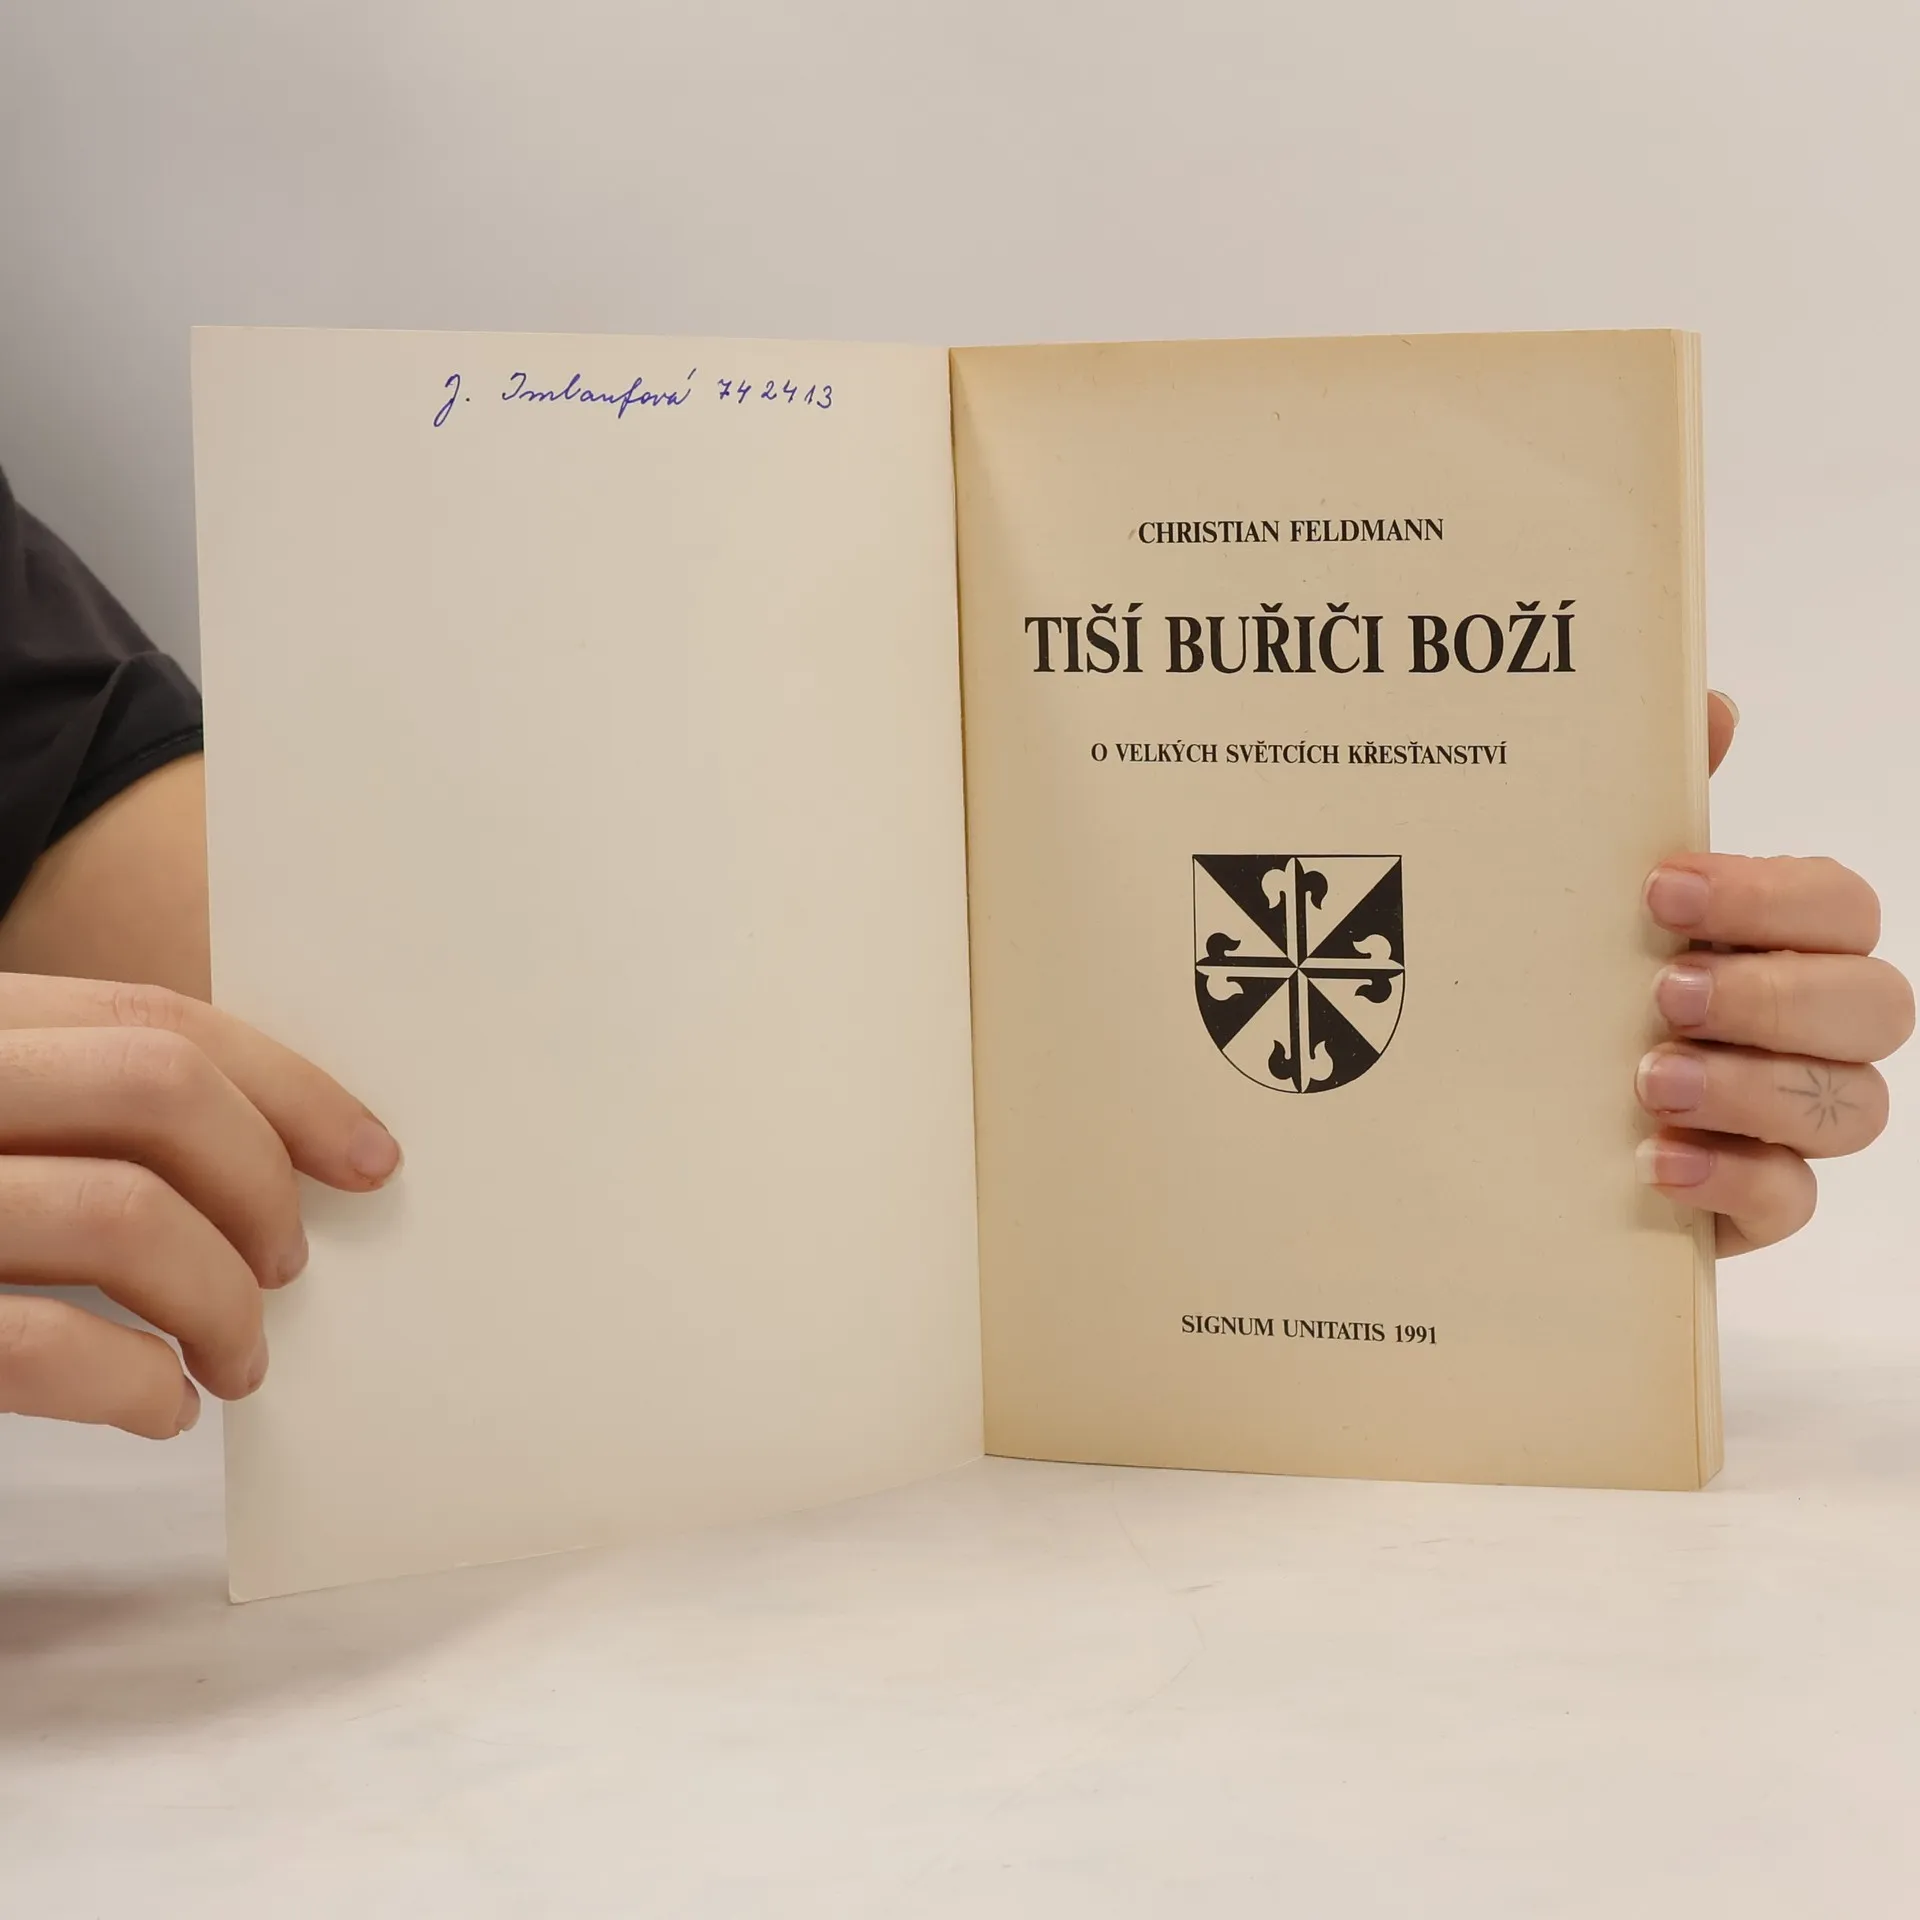 J. Imlaufová 742413
CHRISTIAN FELDMANN
TIŠÍ BUŘIČI BOŽÍ
O VELKÝCH SVĚTCÍCH KŘESŤANSTVÍ
SIGNUM UNITATIS 1991